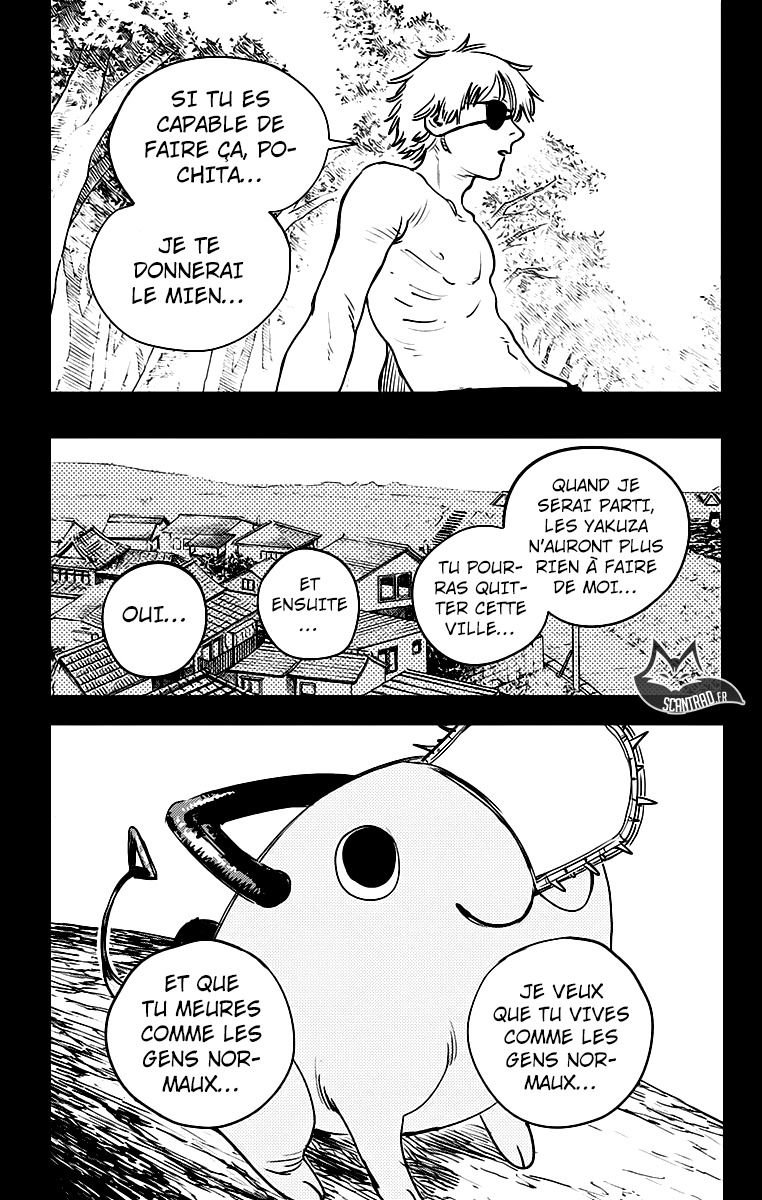 SI TU ES
CAPABLE DE
FAIRE ÇA, PO-
CHITA...
JE TE
DONNERAI
LE MIEN...
QUAND JE
SERAI PARTI,
LES YAKUZA
N'AURONT PLUS
RIEN À FAIRE
DE MOI...
TU POUR-
RAS QUIT-
TER CETTE
VILLE...
ET
ENSUITE
...
OUI...
SCANTRAD.FR
JE VEUX
QUE TU VIVES
COMME LES
GENS NOR-
MAUX...
ET QUE
TU MEURES
COMME LES
GENS NOR-
MAUX...